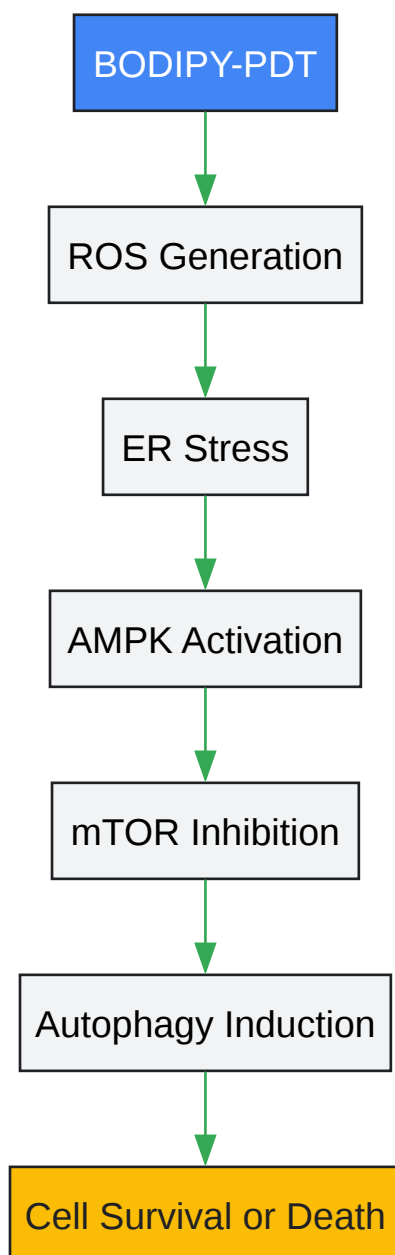 BODIPY-PDT
ROS Generation
ER Stress
AMPK Activation
mTOR Inhibition
Autophagy Induction
Cell Survival or Death